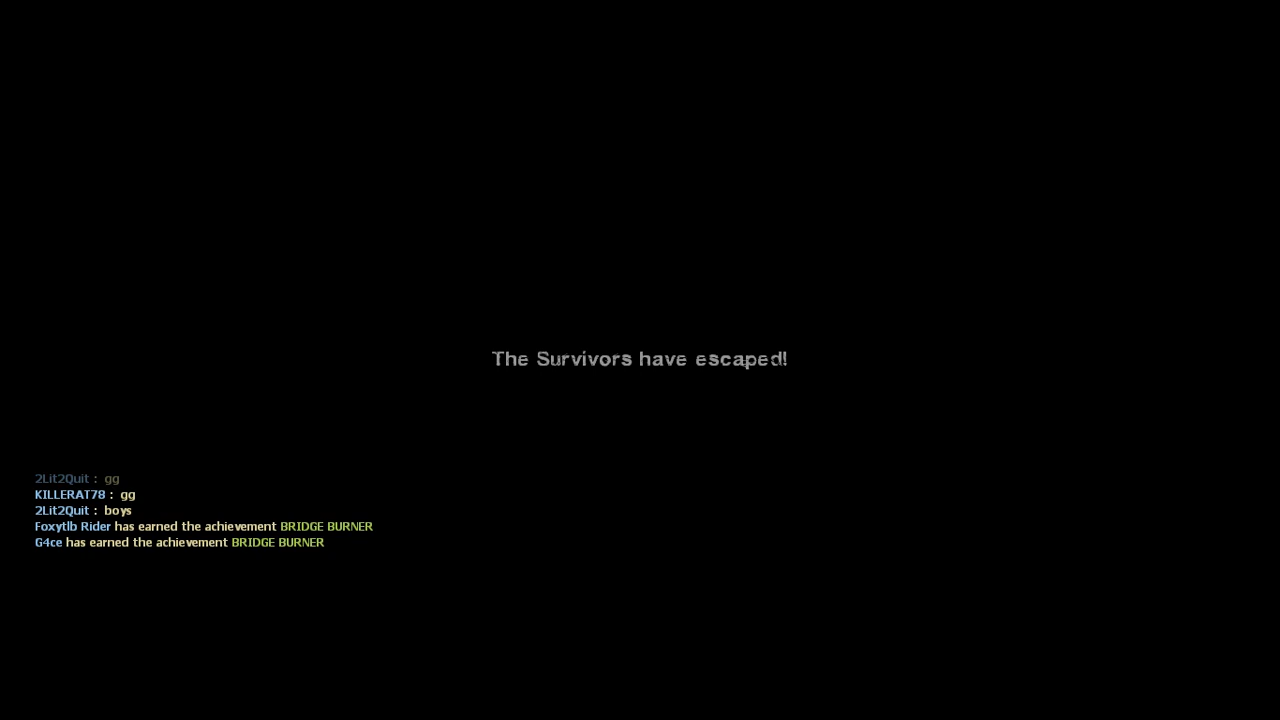 The Survivors have escaped!
2Lit2Quit : gg
KILLERAT78 : gg
2Lit2Quit : boys
Foxytlb Rider has earned the achievement BRIDGE BURNER
G4ce has earned the achievement BRIDGE BURNER